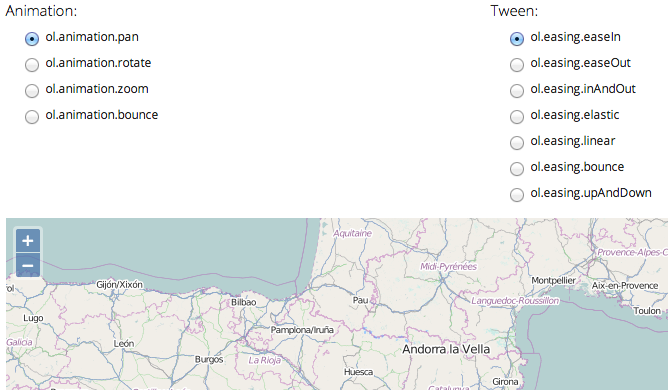 Animation:
ol.animation.pan
ol.animation.rotate
ol.animation.zoom
ol.animation.bounce
Tween:
ol.easing.easeIn
ol.easing.easeOut
ol.easing.inAndOut
ol.easing.elastic
ol.easing.linear
ol.easing.bounce
ol.easing.upAndDown
+
−
Aquitaine
Provence-Alpes-C
Midi-Pyrénées
Gijón/Xixón
ol
Montpellier
Aix-en-Provence
Bilbao
Pau
Languedoc-Roussillon
Toulon
Lugo
Pamplona/Iruña
Galicia
León
Andorra la Vella
Burgos
La Rioja
Huesca
Girona
Catalunya